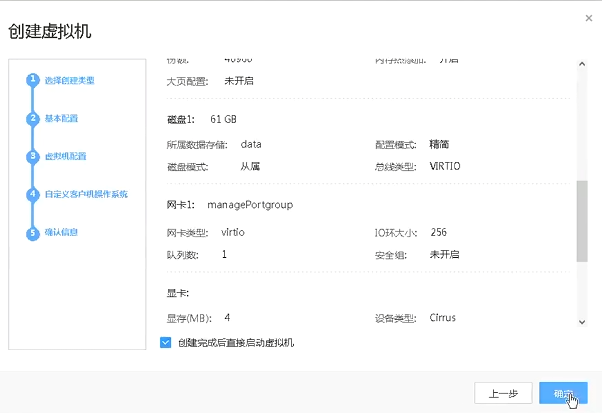 创建虚拟机
×
1 选择创建类型
2 基本配置
3 虚拟机配置
4 自定义客户机操作系统
5 确认信息
大页配置: 未开启
磁盘1: 61 GB
所属数据存储: data 配置模式: 精简
磁盘模式: 从属 总线类型: VIRTIO
网卡1: managePortgroup
网卡类型: virtio IO环大小: 256
队列数: 1 安全组: 未开启
显卡:
显存(MB): 4 设备类型: Cirrus
创建完成后直接启动虚拟机
上一步 确定